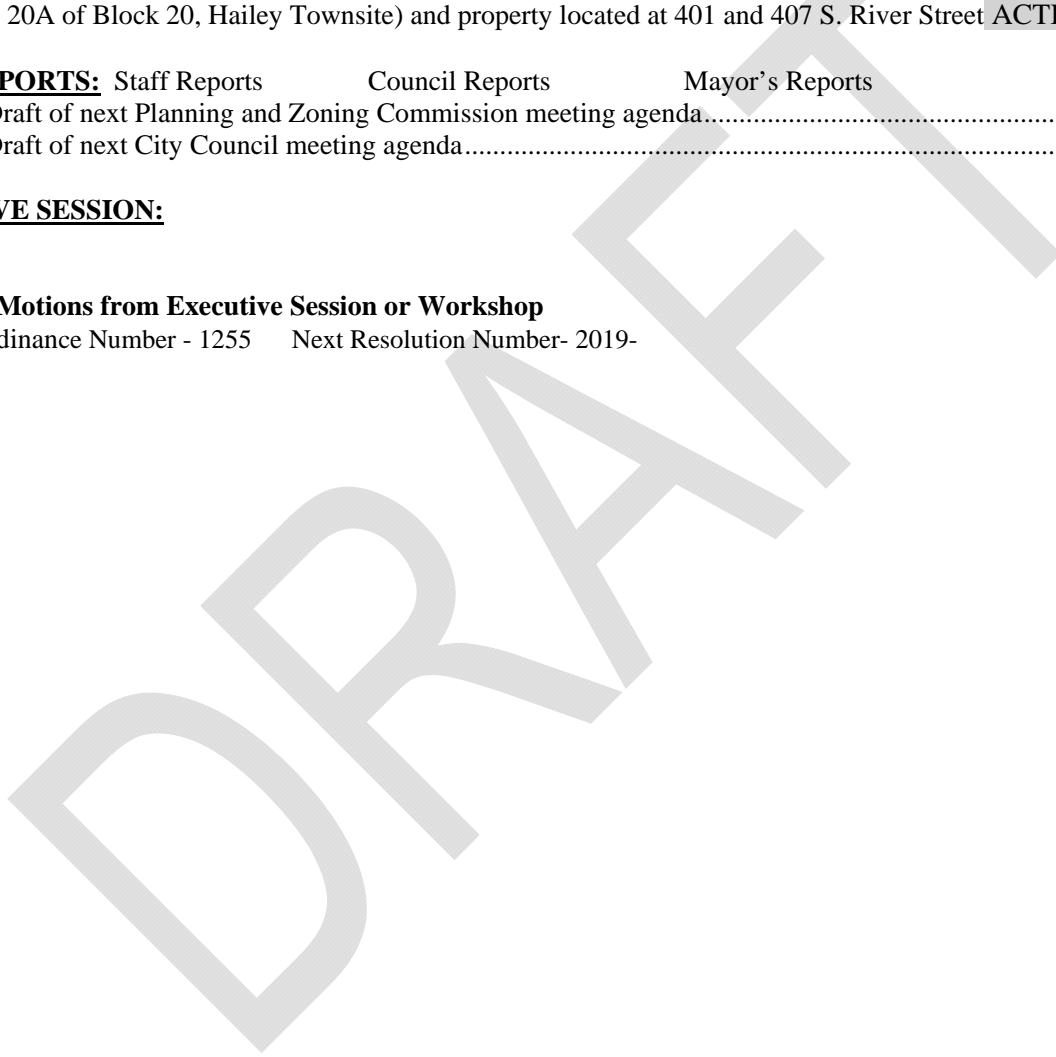 20A of Block 20, Hailey Townsite) and property located at 401 and 407 S. River Street
PORTS: Staff Reports Council Reports Mayor's Reports
Draft of next Planning and Zoning Commission meeting agenda..............................................................
Draft of next City Council meeting agenda..............................................................................................................
VE SESSION:
Motions from Executive Session or Workshop
dinance Number - 1255 Next Resolution Number- 2019-
DRAFT